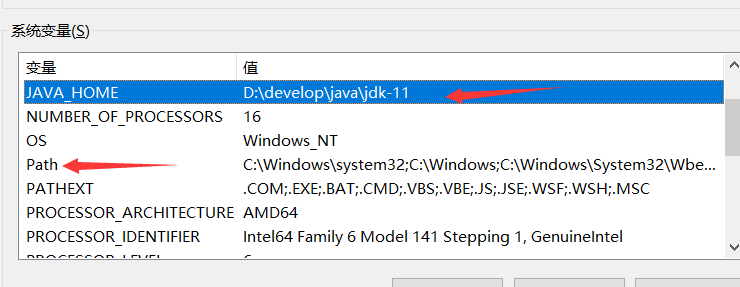 系统变量(S)
变量 值
JAVA_HOME D:\develop\java\jdk-11
NUMBER_OF_PROCESSORS 16
OS Windows_NT
Path C:\Windows\system32;C:\Windows;C:\Windows\System32\Wbe...
PATHEXT .COM;.EXE;.BAT;.CMD;.VBS;.VBE;.JS;.JSE;.WSF;.WSH;.MSC
PROCESSOR_ARCHITECTURE AMD64
PROCESSOR_IDENTIFIER Intel64 Family 6 Model 141 Stepping 1, GenuineIntel